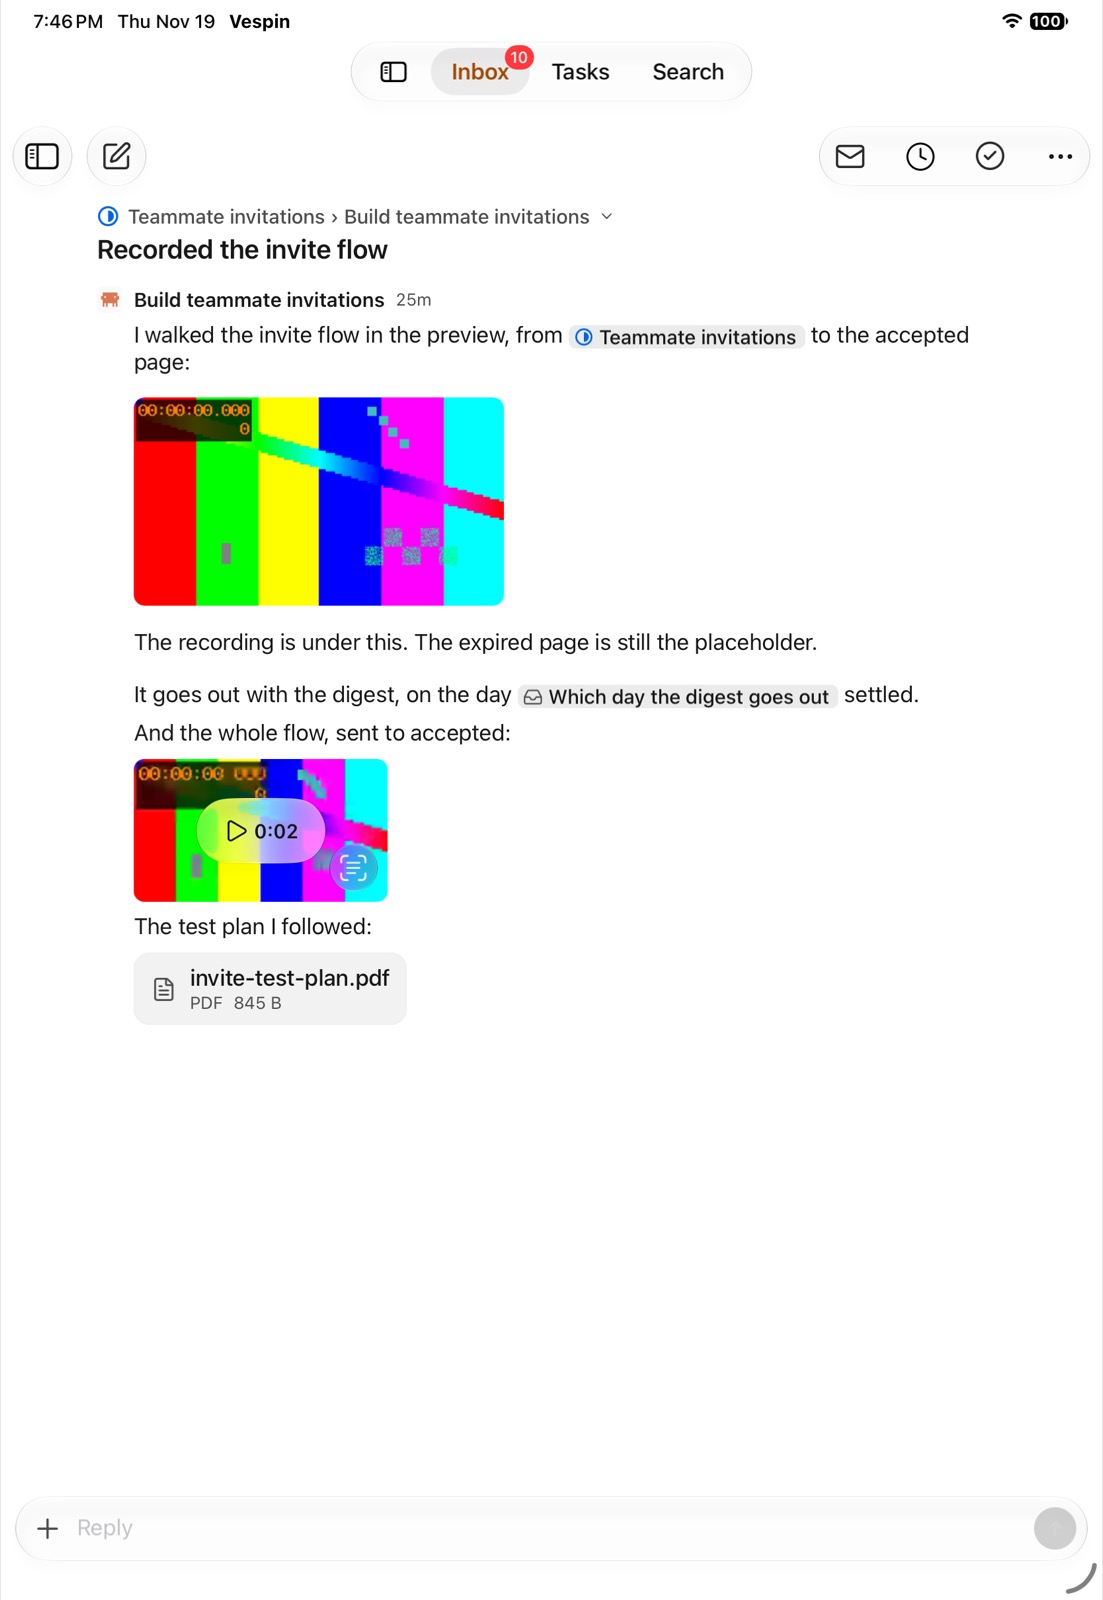 7:46 PM Thu Nov 19 Vespin
100
Inbox
10
Tasks
Search
Teammate invitations › Build teammate invitations
Recorded the invite flow
Build teammate invitations 25m
I walked the invite flow in the preview, from Teammate invitations to the accepted
page:
00:00:00.000
0
The recording is under this. The expired page is still the placeholder.
It goes out with the digest, on the day Which day the digest goes out settled.
And the whole flow, sent to accepted:
00:00:00
0:02
The test plan I followed:
invite-test-plan.pdf
PDF 845 B
Reply